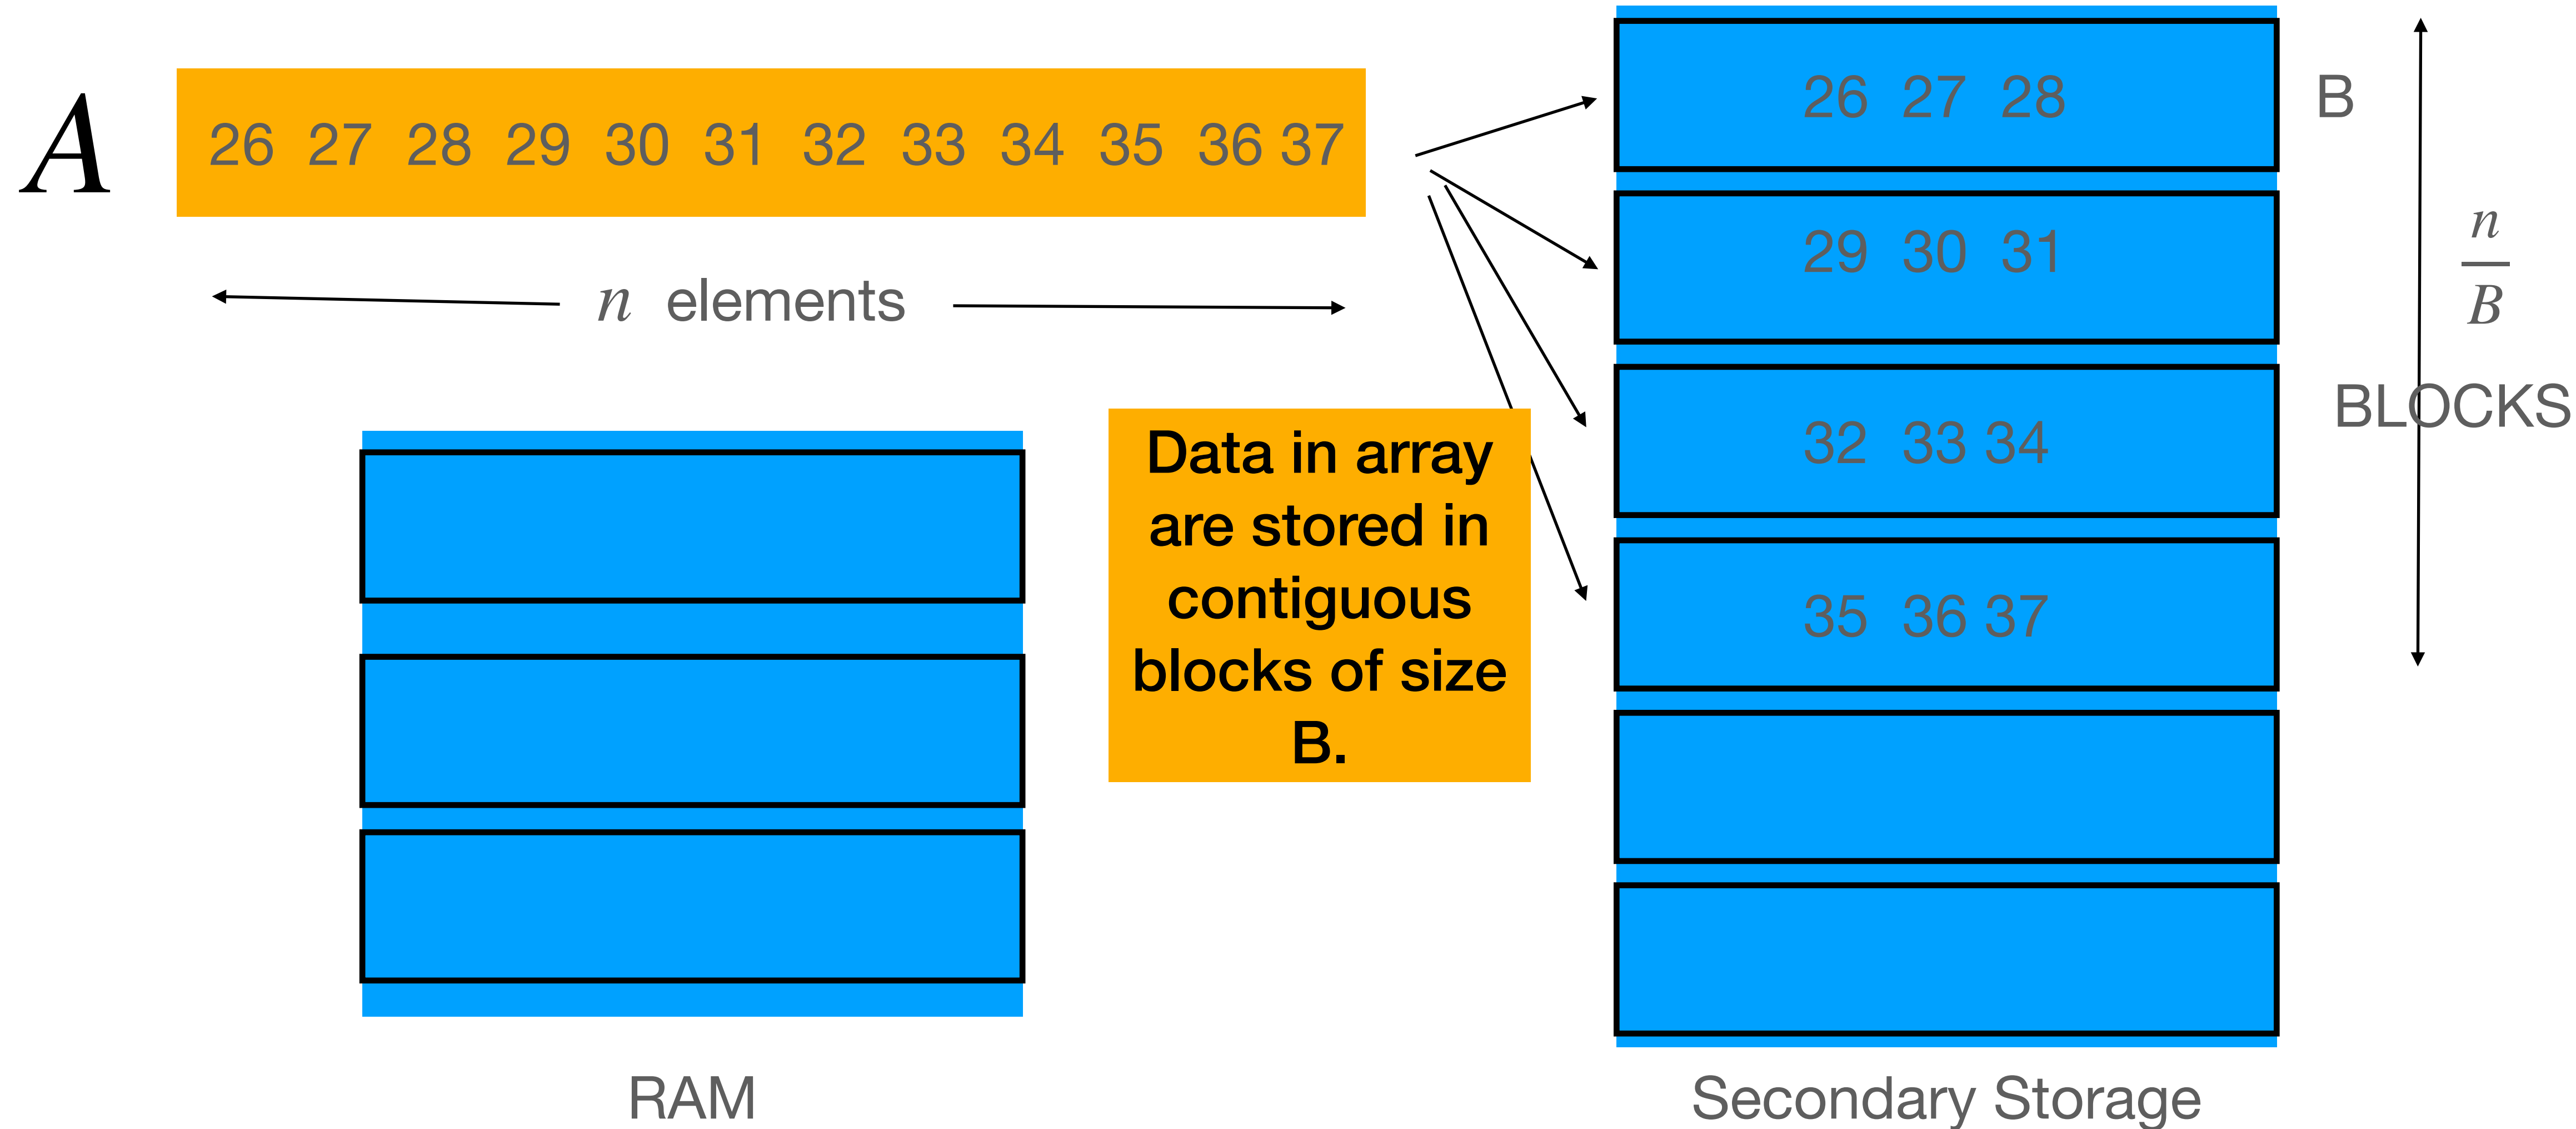 A
26 27 28 29 30 31 32 33 34 35 36 37
n elements
26 27 28
B
29 30 31
n
B
BLOCKS
32 33 34
35 36 37
Data in array
are stored in
contiguous
blocks of size
B.
RAM
Secondary Storage